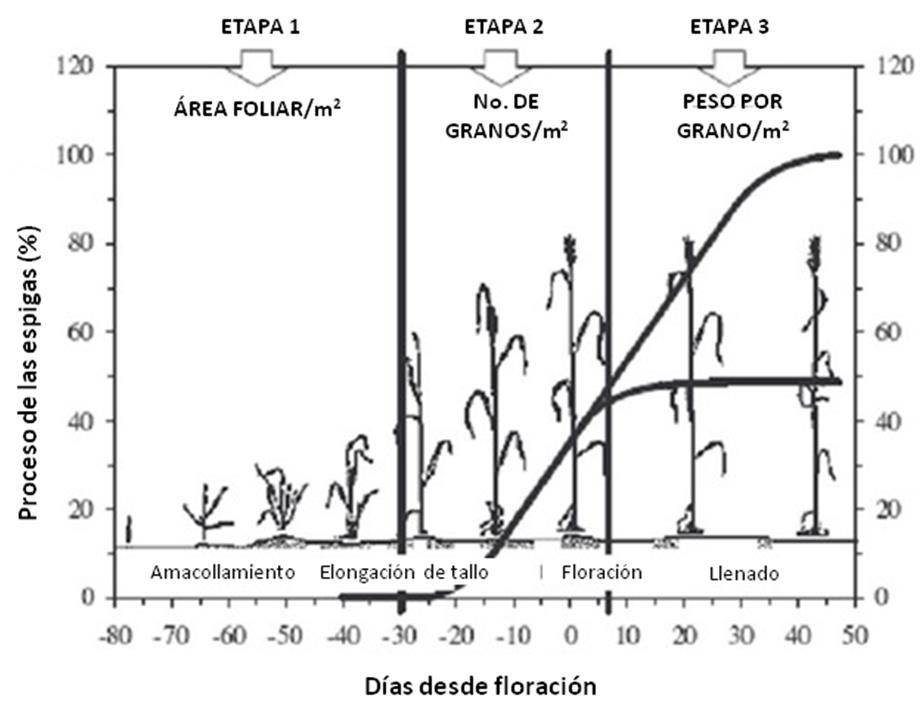 ETAPA 1 ETAPA 2 ETAPA 3
120 120
ÁREA FOLIAR/m²
No. DE
GRANOS/m²
PESO POR
GRANO/m²
100 100
80 80
60 60
40 40
20 20
0 0
Proceso de las espigas (%)
Amacollamiento Elongación de tallo | Floración Llenado
-80 -70 -60 -50 -40 -30 -20 -10 0 10 20 30 40 50
Días desde floración